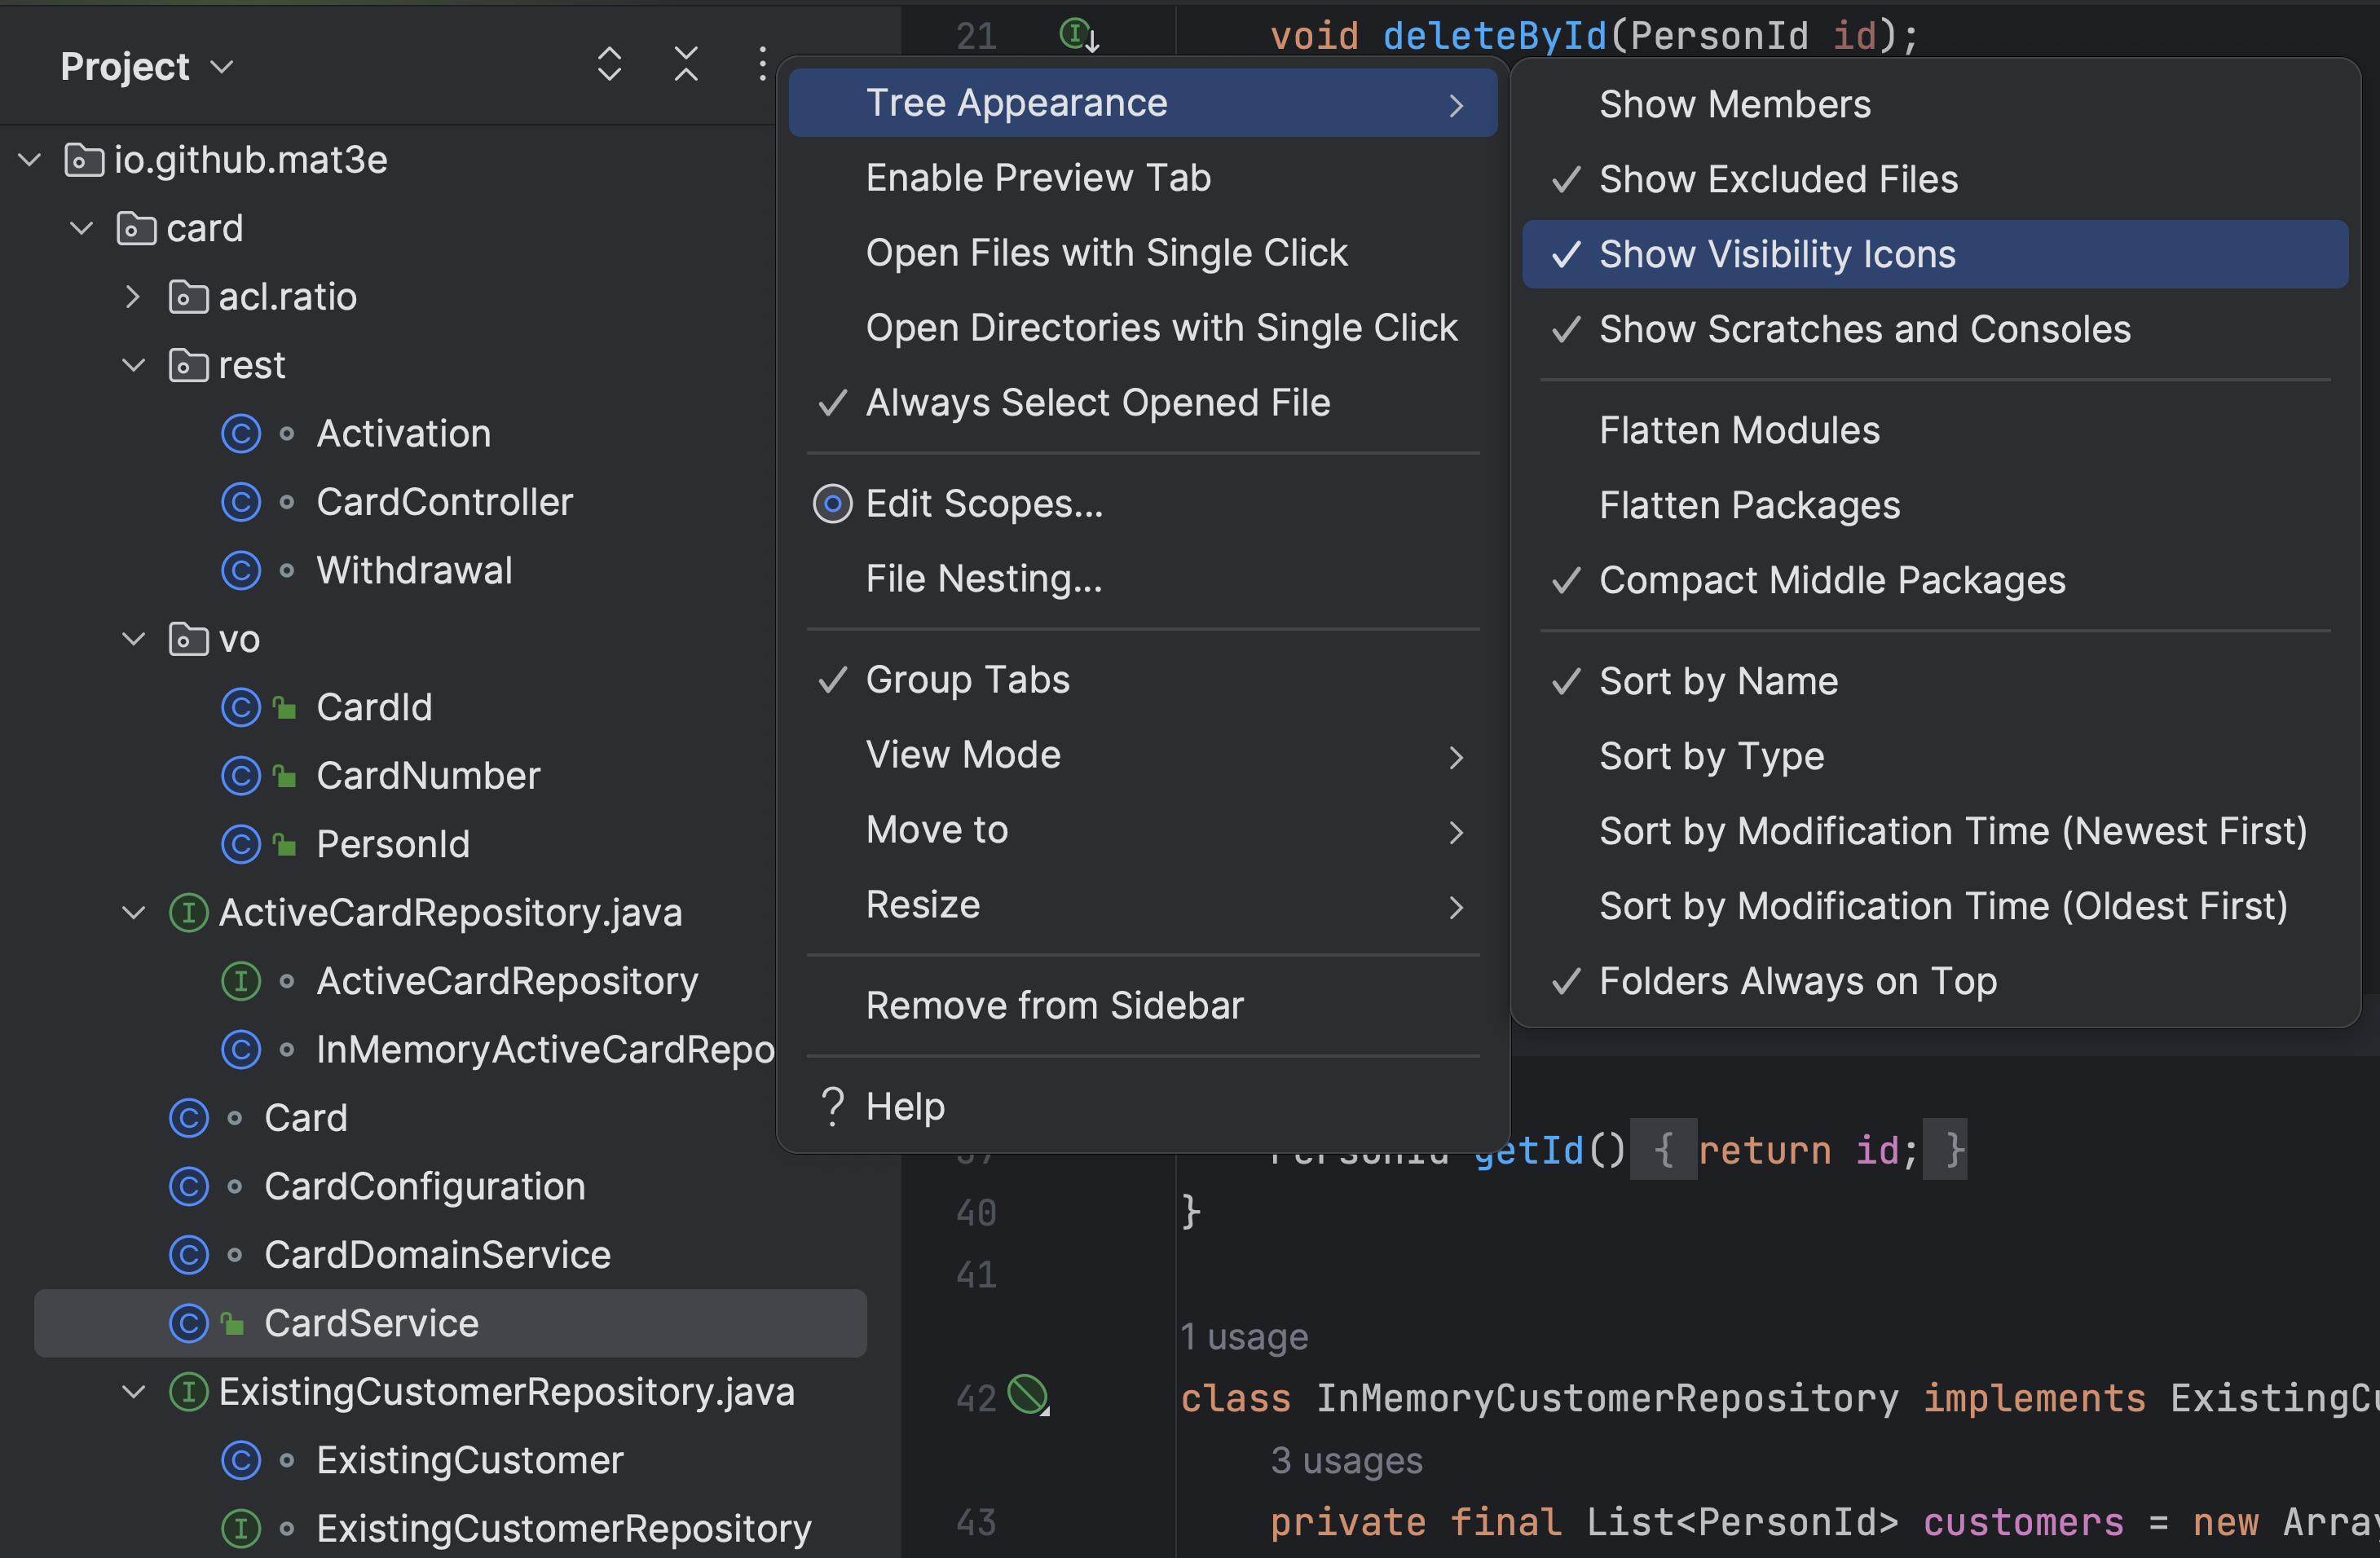 Project
io.github.mat3e
card
acl.ratio
rest
Activation
CardController
Withdrawal
vo
CardId
CardNumber
PersonId
ActiveCardRepository.java
ActiveCardRepository
InMemoryActiveCardRepo
Card
CardConfiguration
CardDomainService
CardService
ExistingCustomerRepository.java
ExistingCustomer
ExistingCustomerRepository
Tree Appearance
Enable Preview Tab
Open Files with Single Click
Open Directories with Single Click
Always Select Opened File
Edit Scopes...
File Nesting...
Group Tabs
View Mode
Move to
Resize
Remove from Sidebar
? Help
Show Members
Show Excluded Files
Show Visibility Icons
Show Scratches and Consoles
Flatten Modules
Flatten Packages
Compact Middle Packages
Sort by Name
Sort by Type
Sort by Modification Time (Newest First)
Sort by Modification Time (Oldest First)
Folders Always on Top
21 void deleteById(PersonId id);
PersonId getId() { return id; }
40 }
41
1 usage
42 class InMemoryCustomerRepository implements ExistingCu
3 usages
43 private final List<PersonId> customers = new Array